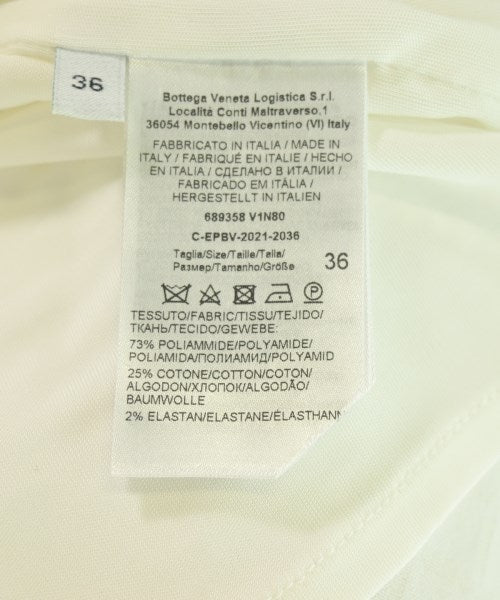 36
Bottega Veneta Logistica S.r.l.
Località Conti Maltraverso,1
36054 Montebello Vicentino (VI) Italy
FABBRICATO IN ITALIA / MADE IN
ITALY / FABRIQUÉ EN ITALIE / HECHO
EN ITALIA / СДЕЛАНО В ИТАЛИИ /
FABRICADO EM ITÁLIA /
HERGESTELLT IN ITALIEN
689358 V1N80
C-EPBV-2021-2036
Taglia/Size/Taille/Talla/
Размер/Tamanho/Größe 36
TESSUTO/FABRIC/TISSU/TEJIDO/
ТКАНЬ/TECIDO/GEWEBE:
73% POLIAMMIDE/POLYAMIDE/
POLIAMIDA/ПОЛИАМИД/POLYAMID
25% COTONE/COTTON/COTON/
ALGODON/ХЛОПОК/ALGODÃO/
BAUMWOLLE
2% ELASTAN/ELASTANE/ÉLASTHANN